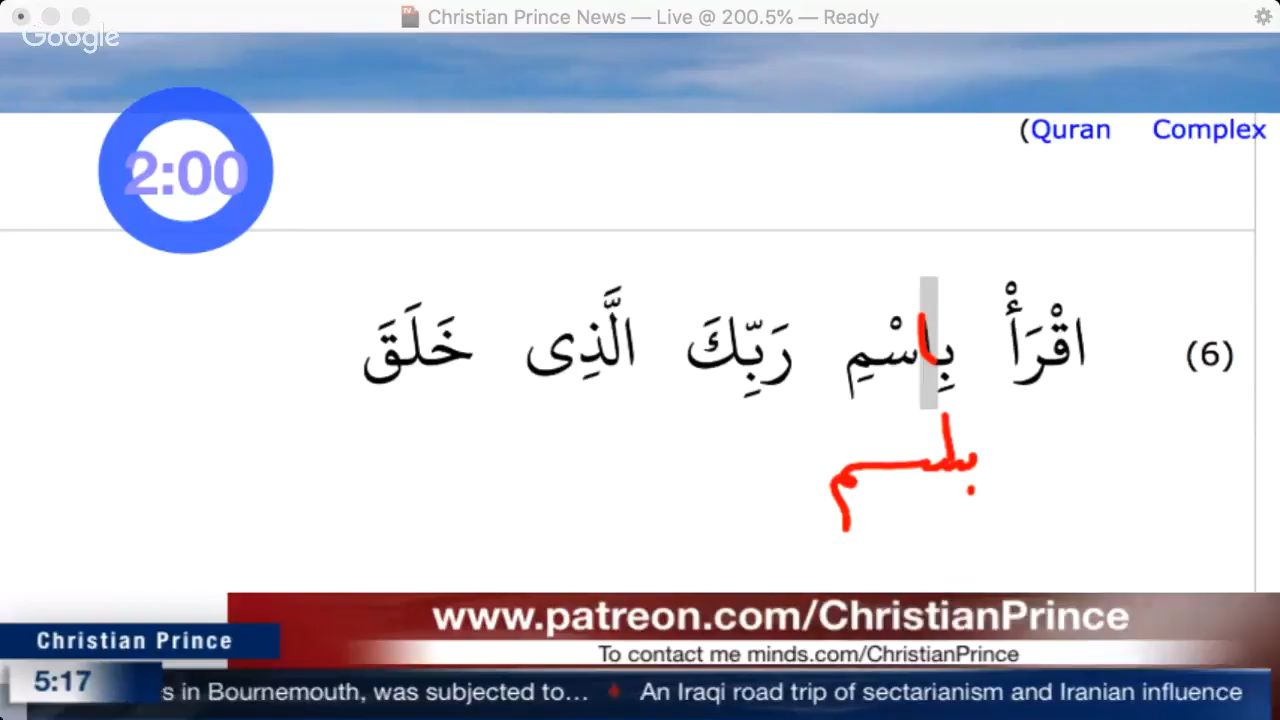 Christian Prince News — Live @ 200.5% — Ready
Google
(Quran Complex
2:00
(6) اقْرَأْ بِاسْمِ رَبِّكَ الَّذِى خَلَقَ
www.patreon.com/ChristianPrince
Christian Prince
To contact me minds.com/ChristianPrince
5:17
s in Bournemouth, was subjected to... ♦ An Iraqi road trip of sectarianism and Iranian influence